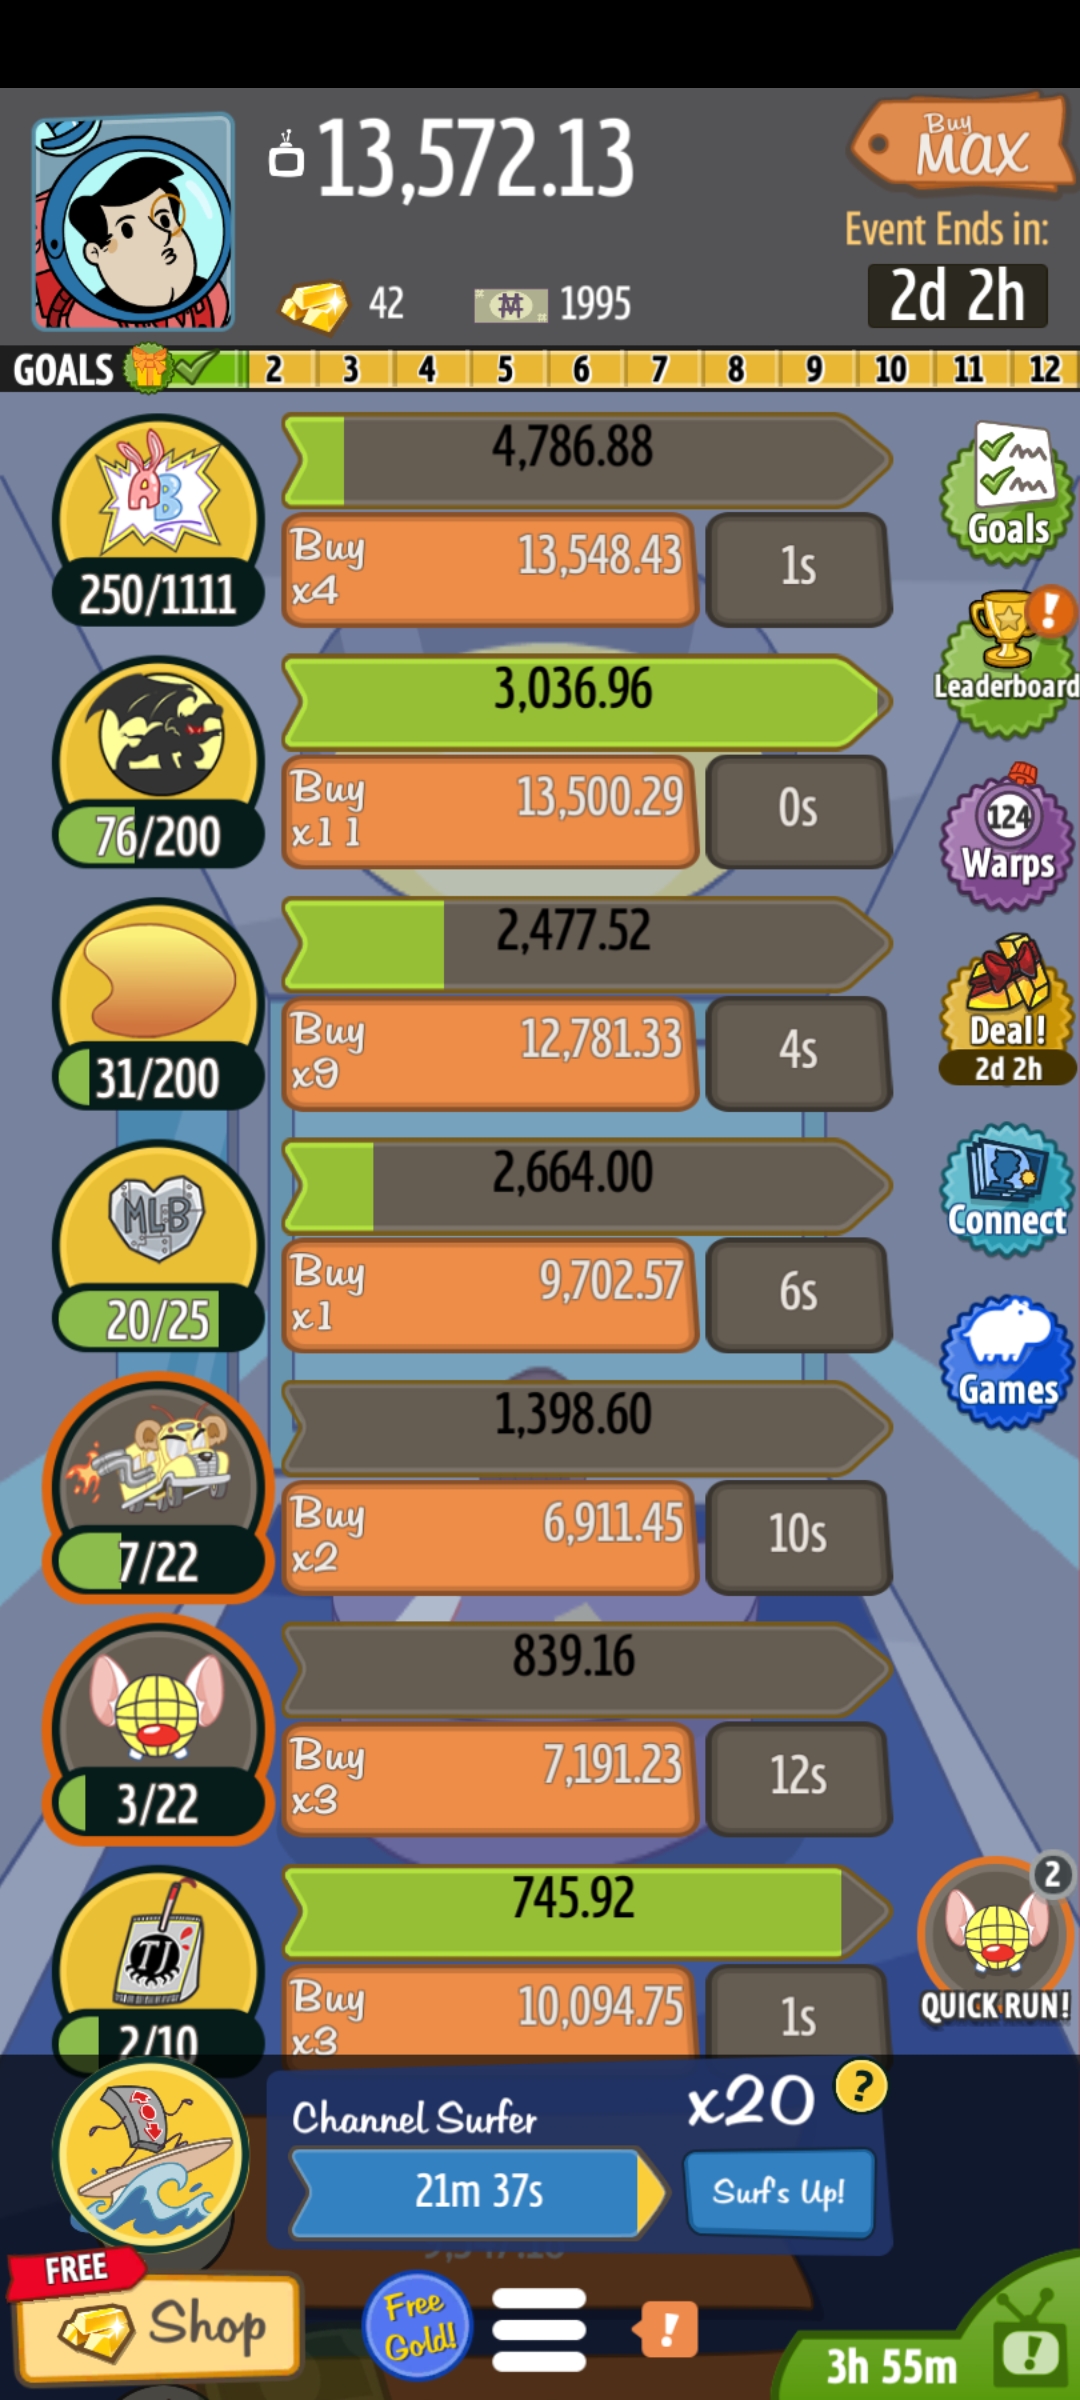 13,572.13
Buy
Max
Event Ends in:
42
1995
2d 2h
GOALS 2 3 4 5 6 7 8 9 10 11 12
AB
4,786.88
250/1111
Buy
x4
13,548.43
1s
Goals
3,036.96
76/200
Buy
x11
13,500.29
0s
Leaderboard
124
Warps
2,477.52
31/200
Buy
x9
12,781.33
4s
Deal!
2d 2h
MLB
2,664.00
20/25
Buy
x1
9,702.57
6s
Connect
1,398.60
7/22
Buy
x2
6,911.45
10s
Games
839.16
3/22
Buy
x3
7,191.23
12s
TJ
745.92
2/10
Buy
x3
10,094.75
1s
2
QUICK RUN!
Channel Surfer
x20
?
21m 37s
Surf's Up!
FREE
Shop
Free
Gold!
!
3h 55m
!